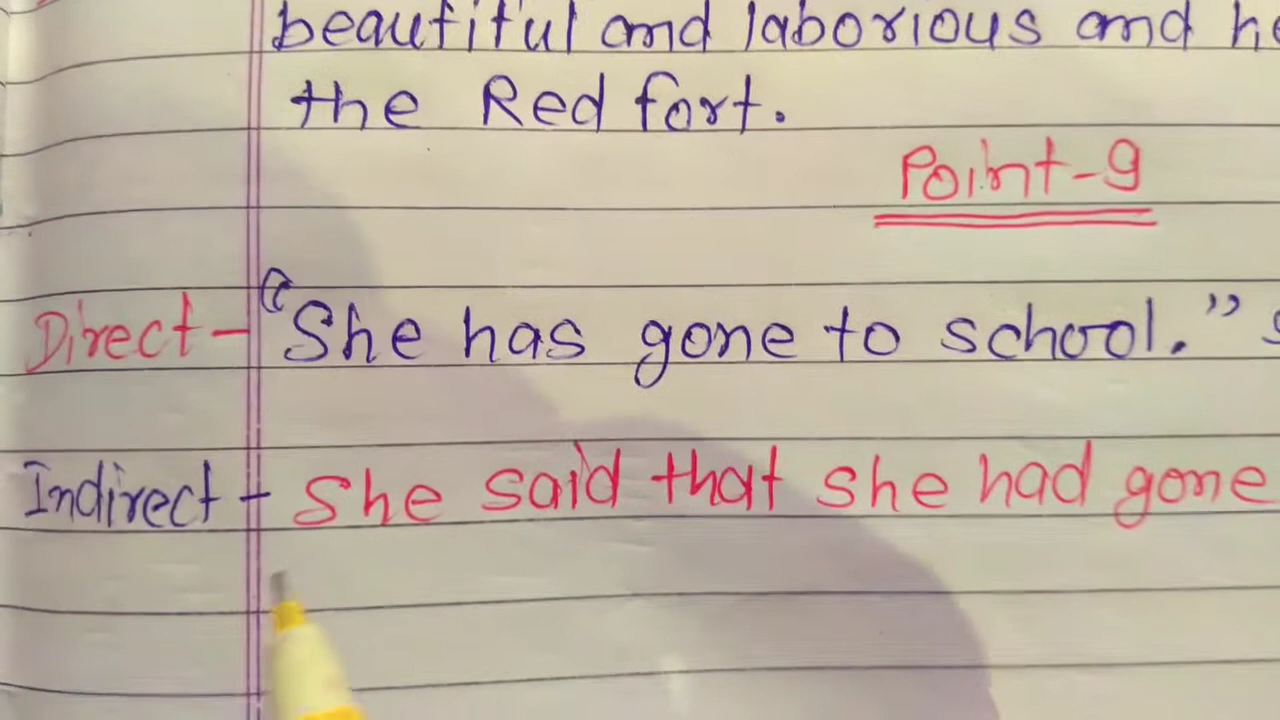 beautiful and laborious and
the Red fort.
Point-9
Direct - "She has gone to school."
Indirect - She said that she had gone